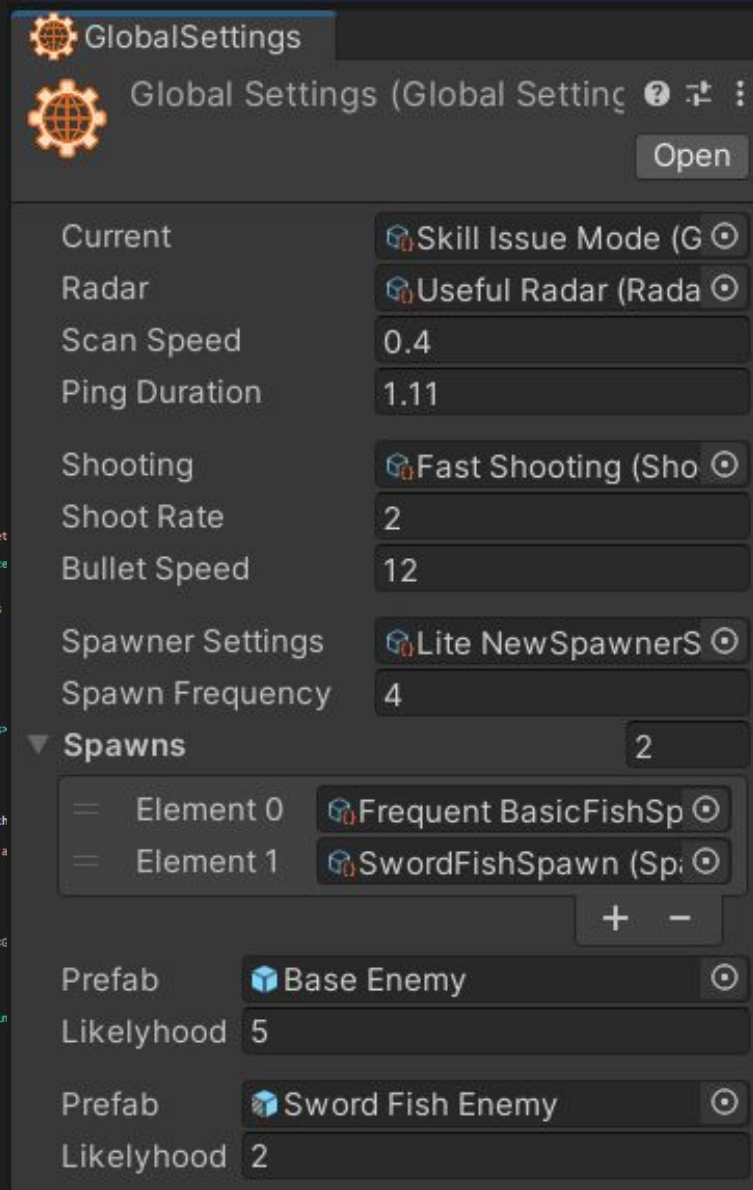 GlobalSettings
Global Settings (Global Setting
Open
Current Skill Issue Mode (G
Radar Useful Radar (Rada
Scan Speed 0.4
Ping Duration 1.11
Shooting Fast Shooting (Sho
Shoot Rate 2
Bullet Speed 12
Spawner Settings Lite NewSpawnerS
Spawn Frequency 4
Spawns 2
Element 0 Frequent BasicFishSp
Element 1 SwordFishSpawn (Spa
Prefab Base Enemy
Likelyhood 5
Prefab Sword Fish Enemy
Likelyhood 2